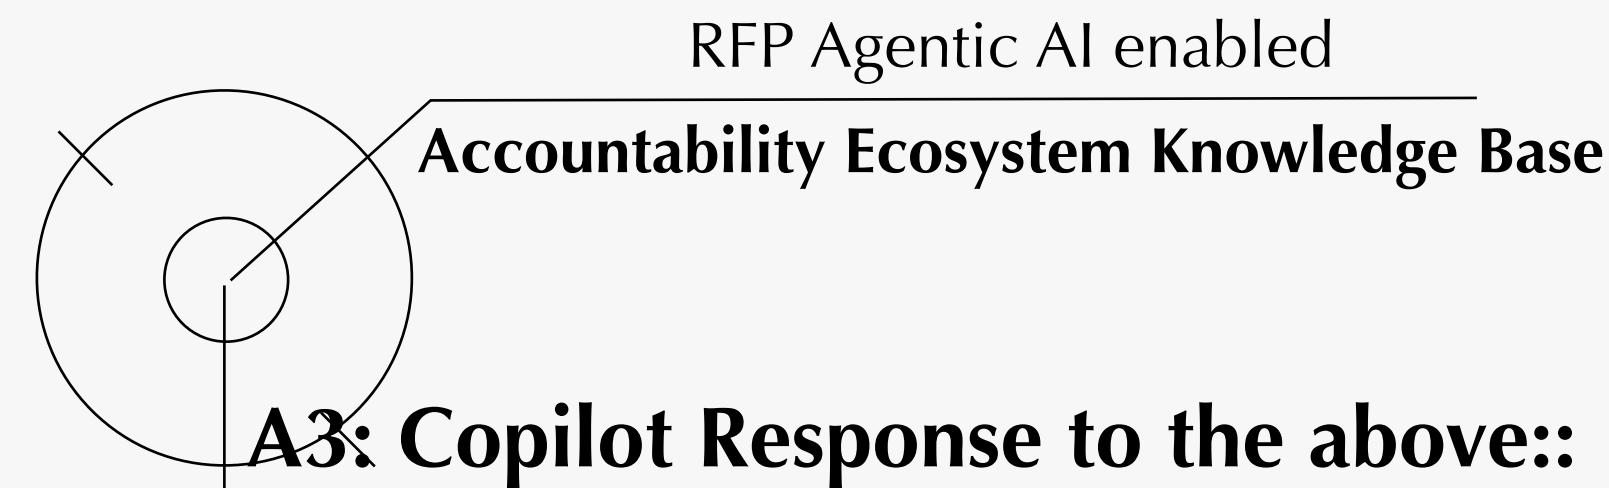 RFP Agentic AI enabled
Accountability Ecosystem Knowledge Base
A3: Copilot Response to the above::